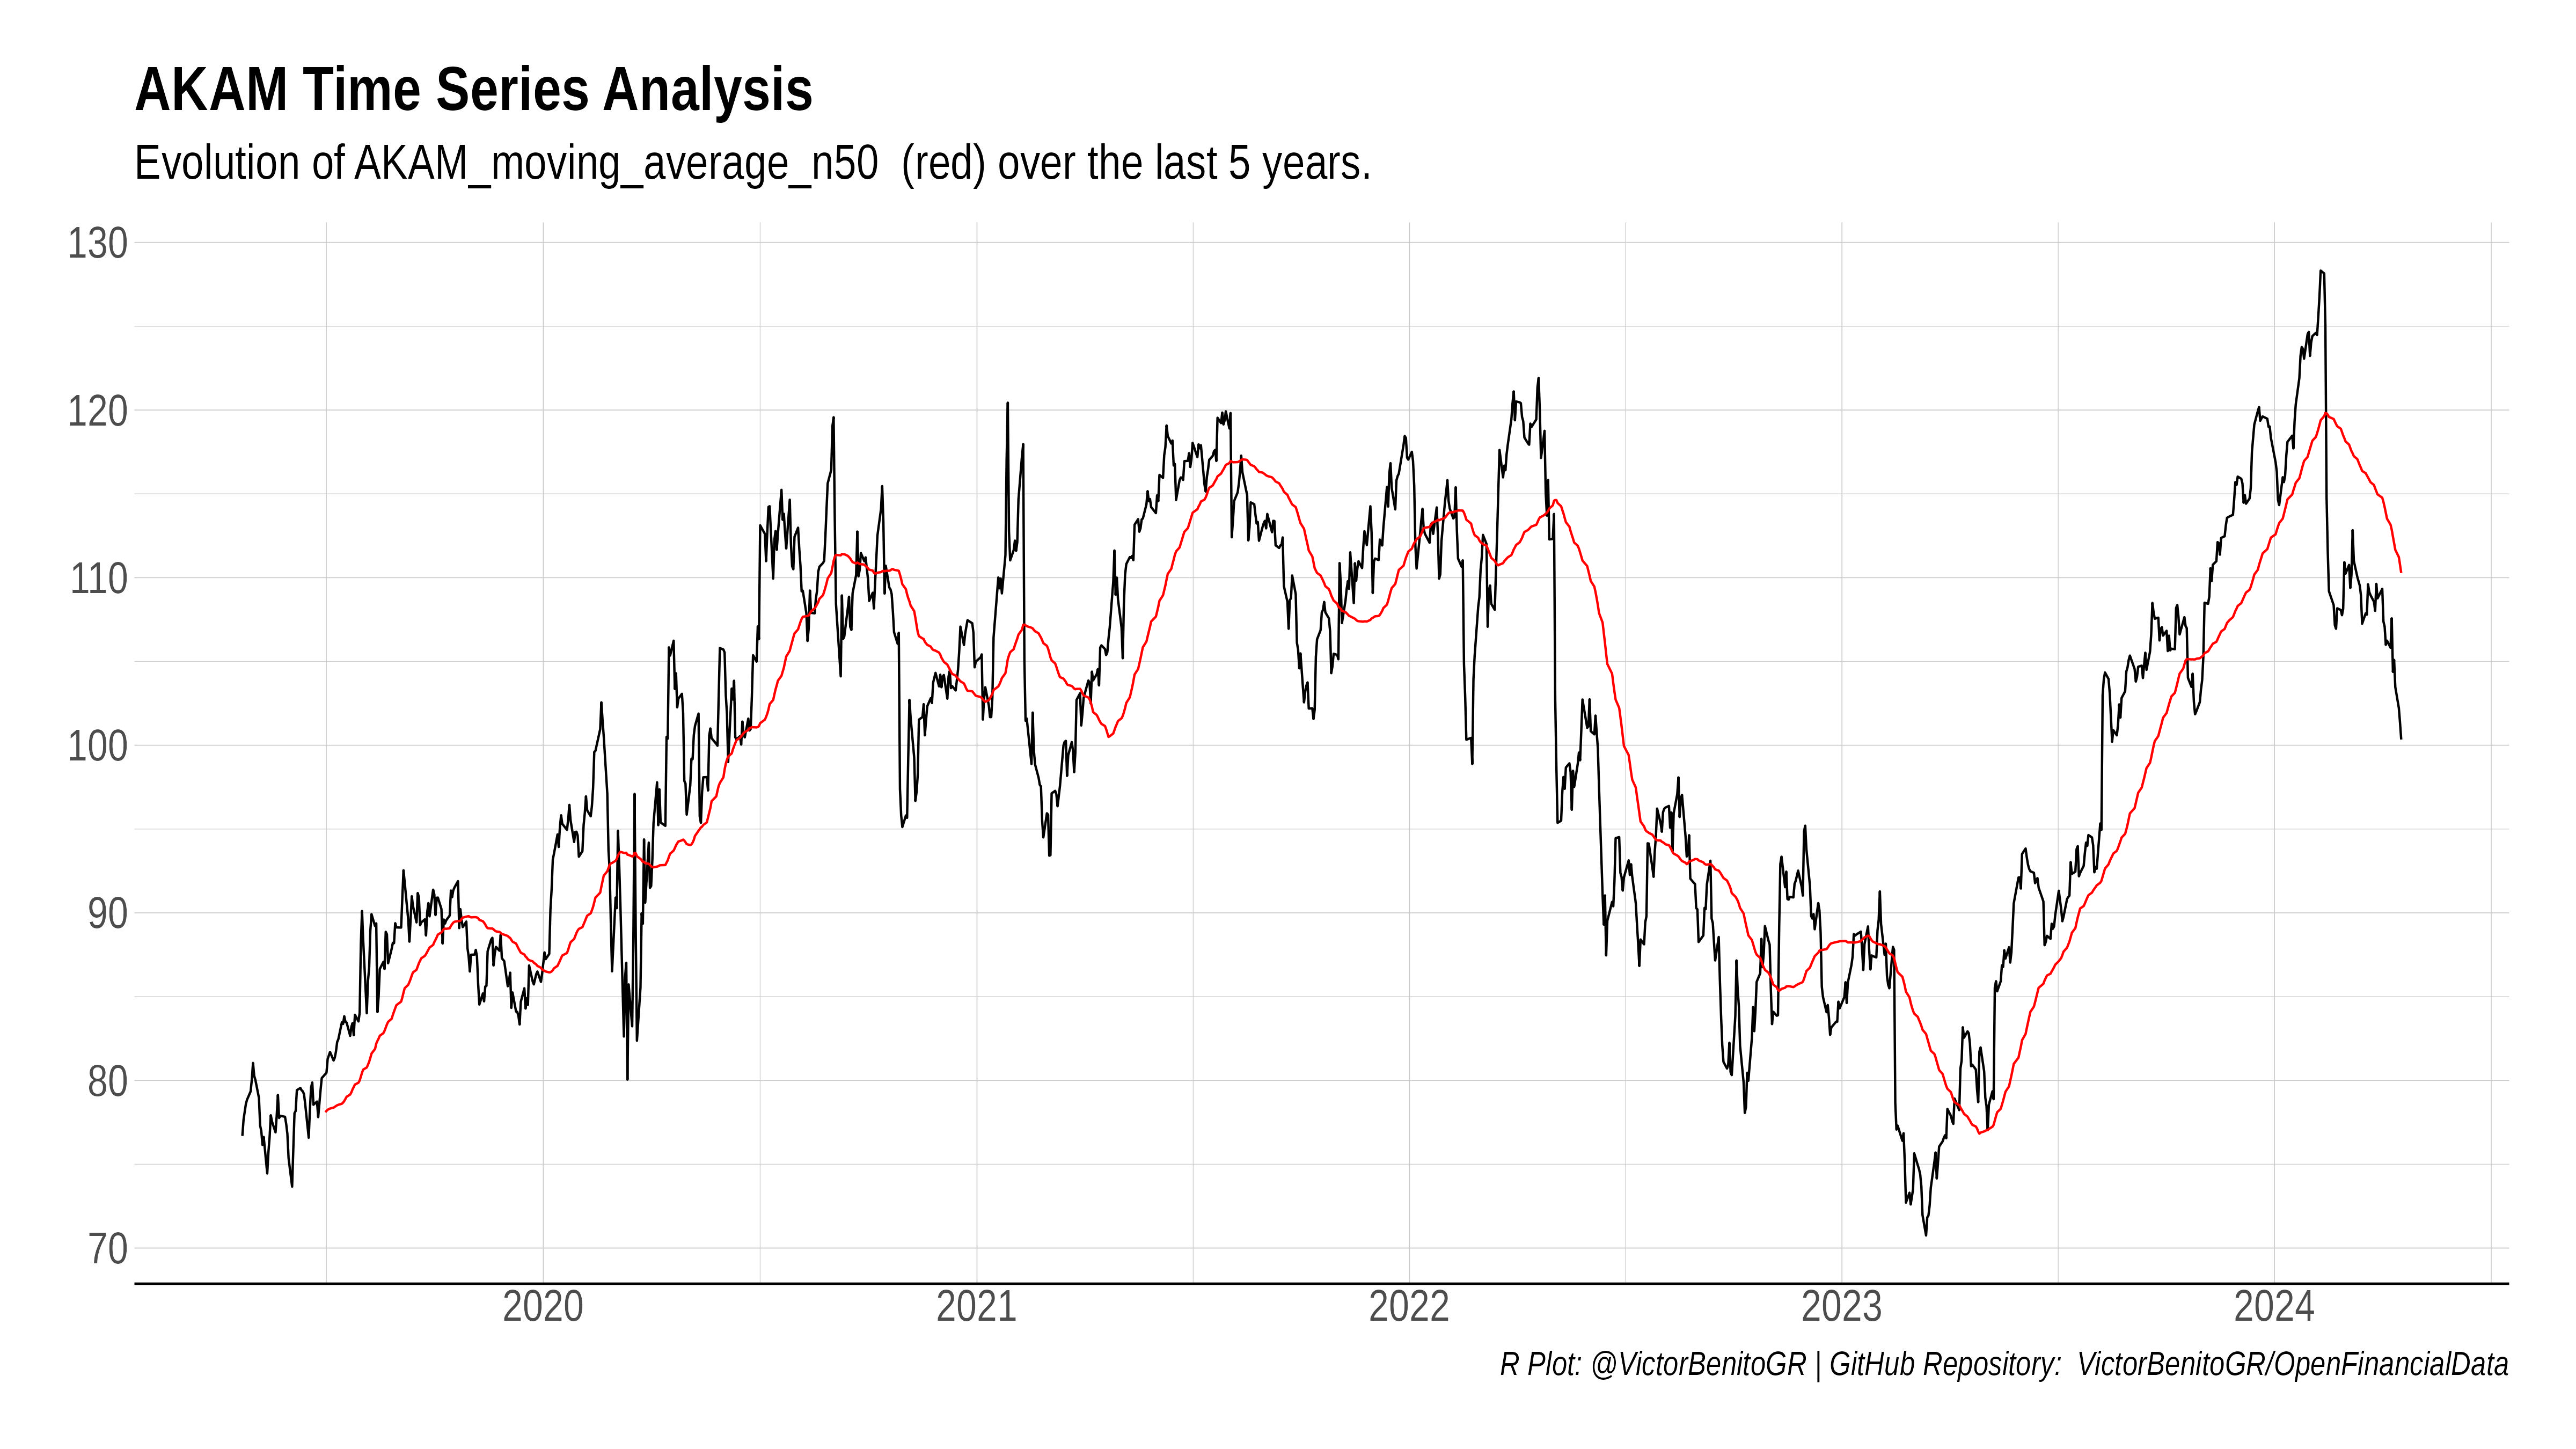 AKAM Time Series Analysis
Evolution of AKAM_moving_average_n50  (red) over the last 5 years.
130
120
110
100
90
80
70
2020 2021 2022 2023 2024
R Plot: @VictorBenitoGR | GitHub Repository:  VictorBenitoGR/OpenFinancialData